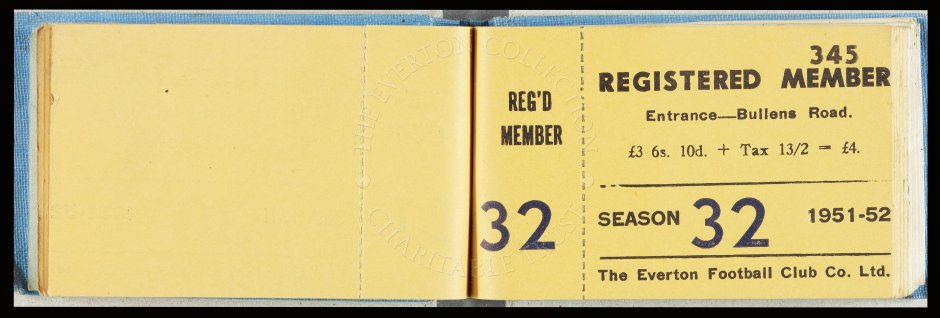 THE EVERTON COLLECTION
CHARITABLE TRUST
REG'D
MEMBER
32
345
REGISTERED MEMBER
Entrance—Bullens Road.
£3 6s. 10d. + Tax 13/2 = £4.
SEASON 32 1951-52
The Everton Football Club Co. Ltd.